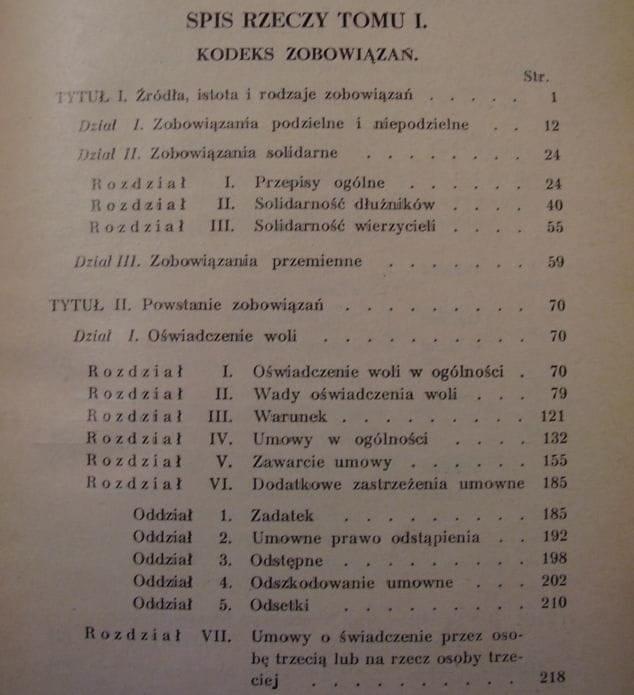 SPIS RZECZY TOMU I.
KODEKS ZOBOWIĄZAŃ.
Str.
TYTUŁ I. Źródła, istota i rodzaje zobowiązań . . . . . 1
Dział I. Zobowiązania podzielne i niepodzielne . . 12
Dział II. Zobowiązania solidarne . . . . . . . 24
Rozdział I. Przepisy ogólne . . . . . . 24
Rozdział II. Solidarność dłużników . . . . 40
Rozdział III. Solidarność wierzycieli . . . . 55
Dział III. Zobowiązania przemienne . . . . . . . 59
TYTUŁ II. Powstanie zobowiązań . . . . . . . . . 70
Dział I. Oświadczenie woli . . . . . . . . . . 70
Rozdział I. Oświadczenie woli w ogólności . 70
Rozdział II. Wady oświadczenia woli . . . 79
Rozdział III. Warunek . . . . . . . . . 121
Rozdział IV. Umowy w ogólności . . . . 132
Rozdział V. Zawarcie umowy . . . . . . 155
Rozdział VI. Dodatkowe zastrzeżenia umowne 185
Oddział 1. Zadatek . . . . . . . . 185
Oddział 2. Umowne prawo odstąpienia . . 192
Oddział 3. Odstępne . . . . . . . . 198
Oddział 4. Odszkodowanie umowne . . . 202
Oddział 5. Odsetki . . . . . . . . 210
Rozdział VII. Umowy o świadczenie przez oso-
bę trzecią lub na rzecz osoby trze-
ciej . . . . . . . . . . 218